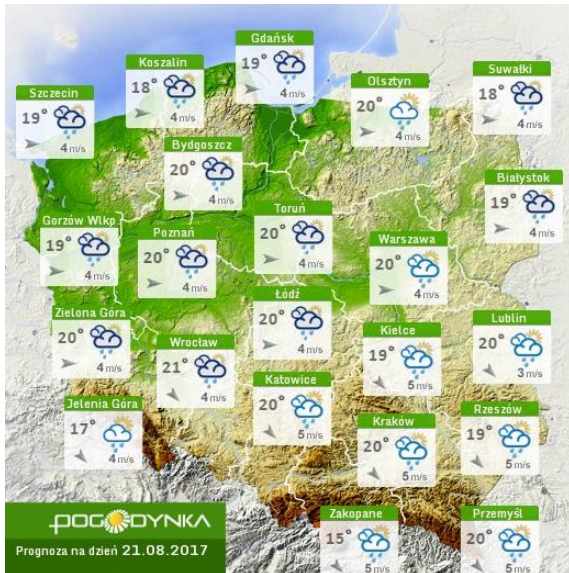 Gdańsk
19°
4 m/s
Koszalin
18°
4 m/s
Suwałki
18°
4 m/s
Olsztyn
20°
4 m/s
Szczecin
19°
4 m/s
Bydgoszcz
20°
4 m/s
Białystok
19°
4 m/s
Toruń
20°
4 m/s
Gorzów Wlkp
19°
4 m/s
Poznań
20°
4 m/s
Warszawa
20°
4 m/s
Łódź
20°
4 m/s
Zielona Góra
20°
4 m/s
Lublin
20°
3 m/s
Kielce
19°
5 m/s
Wrocław
21°
4 m/s
Katowice
20°
5 m/s
Jelenia Góra
17°
4 m/s
Rzeszów
19°
5 m/s
Kraków
20°
5 m/s
Zakopane
15°
5 m/s
Przemyśl
20°
5 m/s
POGODYNKA
Prognoza na dzień 21.08.2017